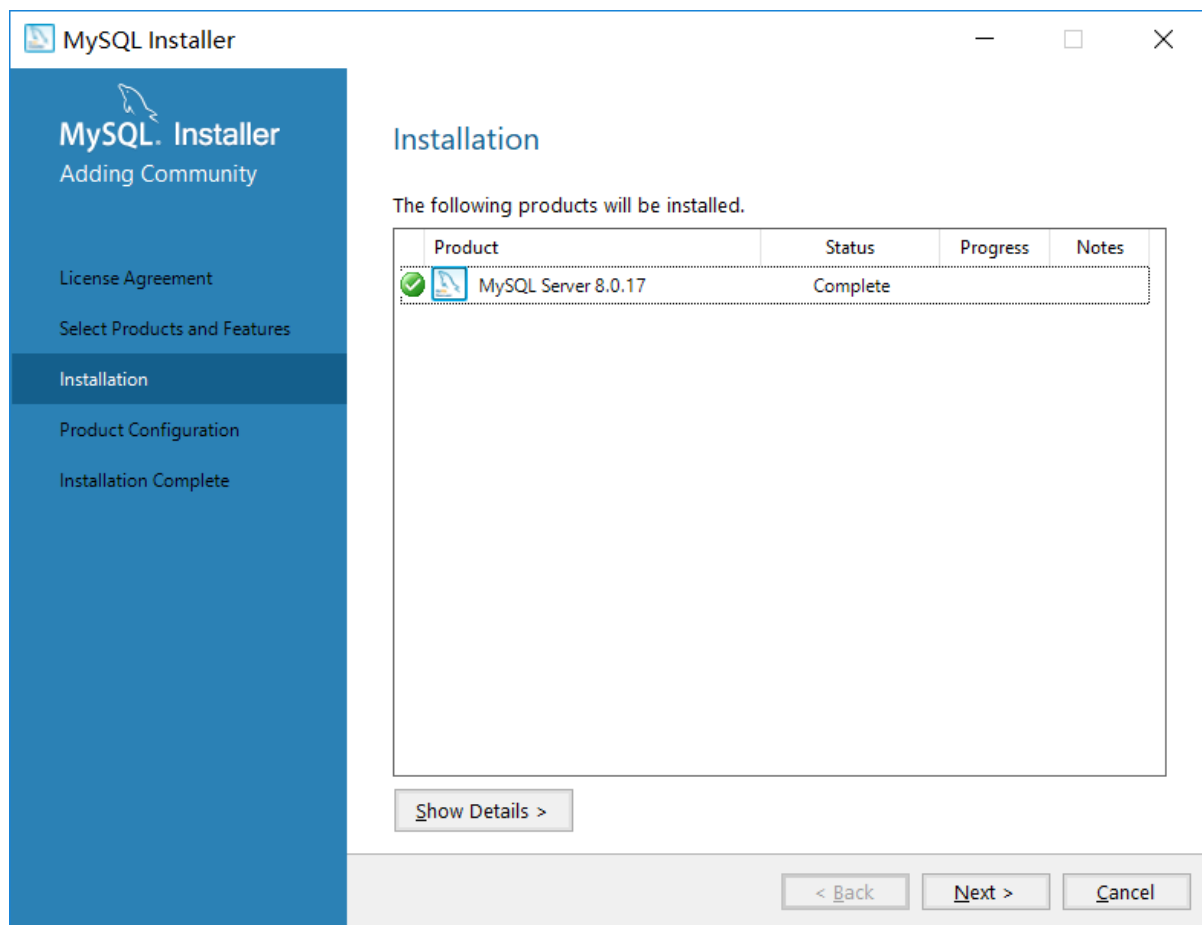 MySQL Installer
MySQL. Installer
Adding Community
License Agreement
Select Products and Features
Installation
Product Configuration
Installation Complete
Installation
The following products will be installed.
Product Status Progress Notes
MySQL Server 8.0.17 Complete
Show Details >
< Back Next > Cancel